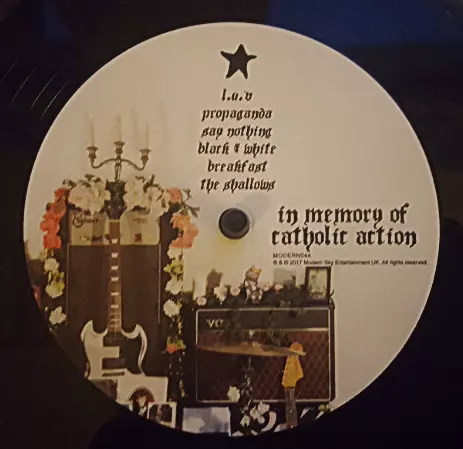 l.u.v
propaganda
say nothing
black & white
breakfast
the shallows
in memory of
catholic action
MODERN044
℗ & © 2017 Modern Sky Entertainment UK. All rights reserved.
Selmer
VOX